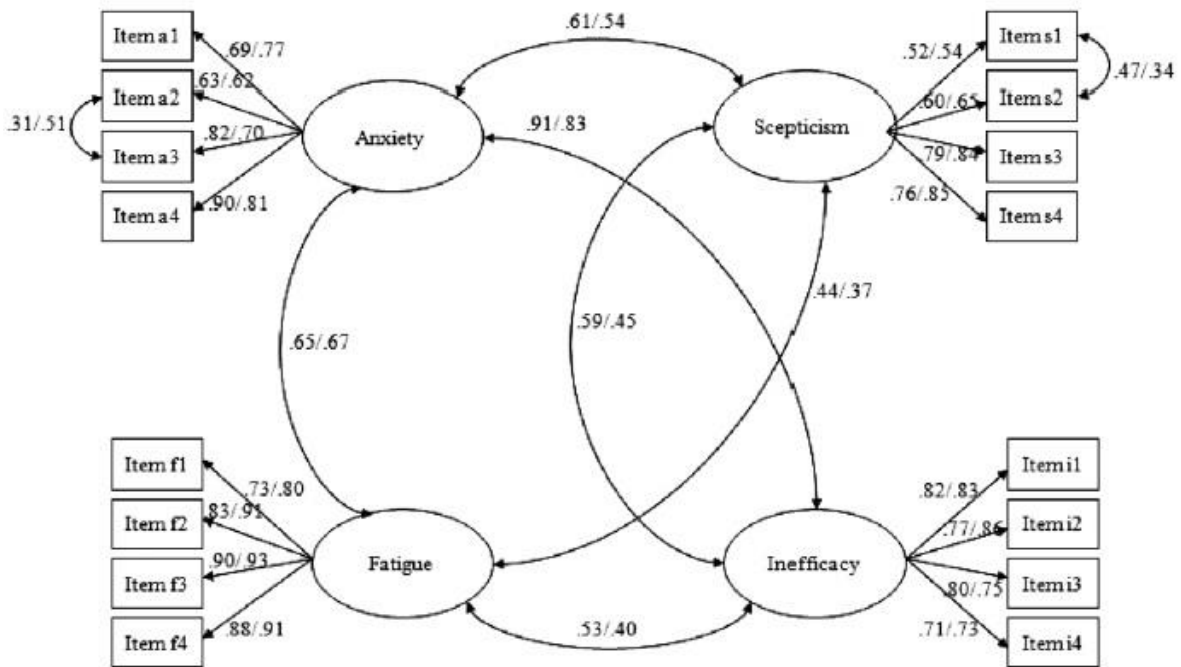 .61/.54
Item a1
.69/.77
Item s1
.52/.54
.47/.34
Item a2
.63/.62
Item s2
.60/.65
.31/.51
Anxiety
.91/.83
Scepticism
Item a3
.82/.70
Item s3
.79/.84
Item a4
.90/.81
Item s4
.76/.85
.44/.37
.59/.45
.65/.67
Item f1
.73/.80
Item i1
.82/.83
Item f2
.83/.91
Item i2
.77/.86
Fatigue
Inefficacy
Item f3
.90/.93
Item i3
.80/.75
Item f4
.88/.91
.53/.40
Item i4
.71/.73